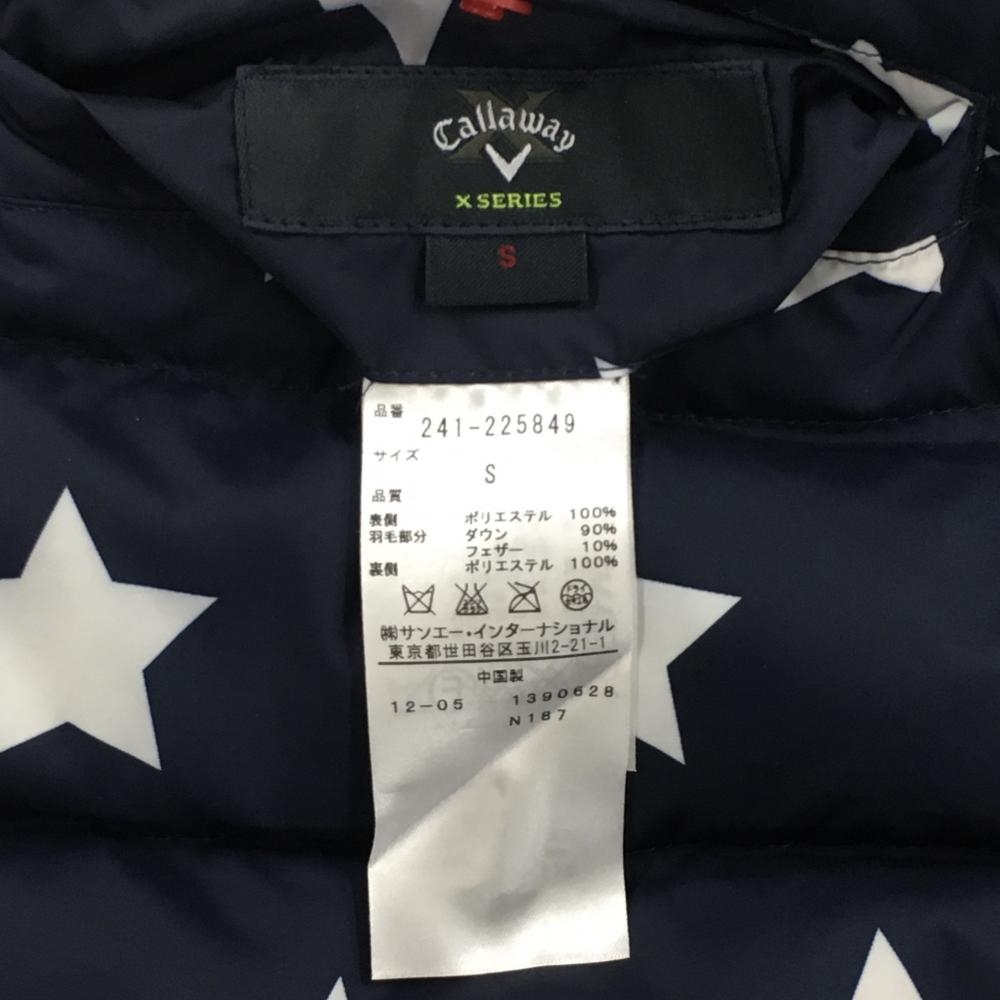 Callaway
X SERIES
S
品番
241-225849
サイズ
S
品質
表側 ポリエステル 100%
羽毛部分 ダウン 90%
フェザー 10%
裏側 ポリエステル 100%
㈱サンエー・インターナショナル
東京都世田谷区玉川2-21-1
中国製
12-05 1390628
N187